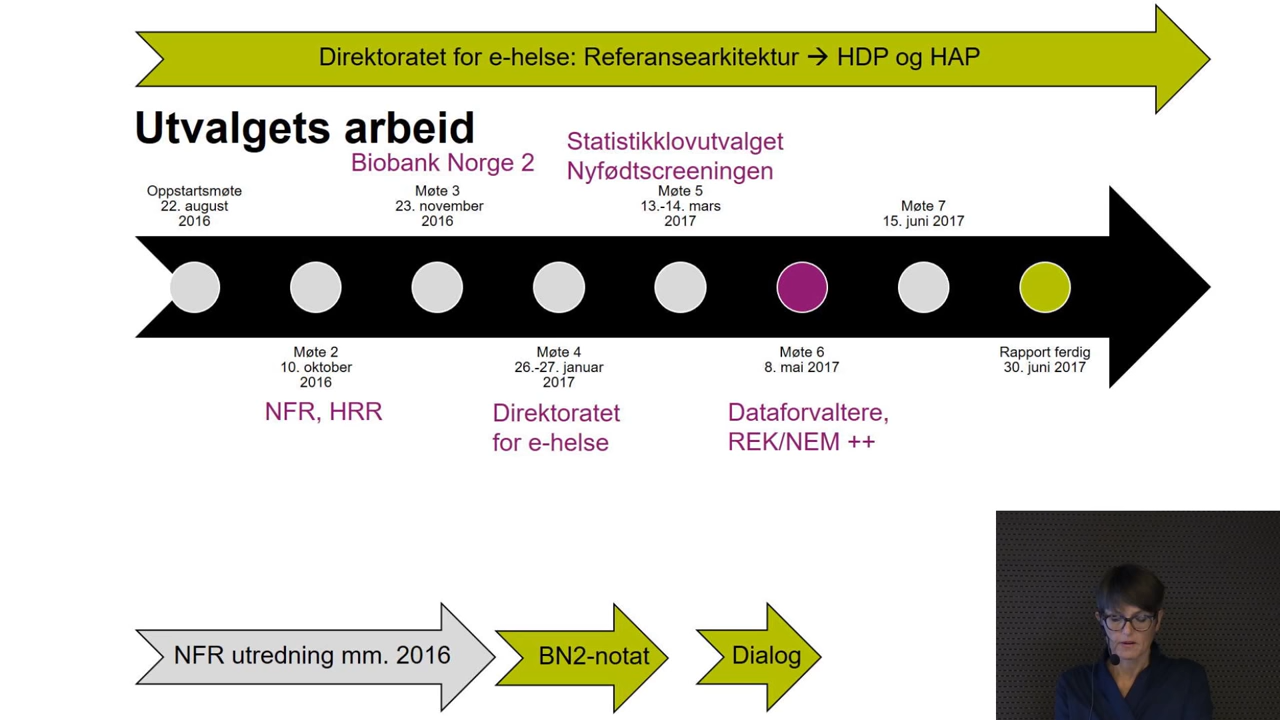 Direktoratet for e-helse: Referansearkitektur → HDP og HAP
Utvalgets arbeid
Biobank Norge 2
Statistikklovutvalget
Nyfødtscreeningen
Oppstartsmøte
22. august
2016
Møte 3
23. november
2016
Møte 5
13.-14. mars
2017
Møte 7
15. juni 2017
Møte 2
10. oktober
2016
Møte 4
26.-27. januar
2017
Møte 6
8. mai 2017
Rapport ferdig
30. juni 2017
NFR, HRR
Direktoratet
for e-helse
Dataforvaltere,
REK/NEM ++
NFR utredning mm. 2016
BN2-notat
Dialog